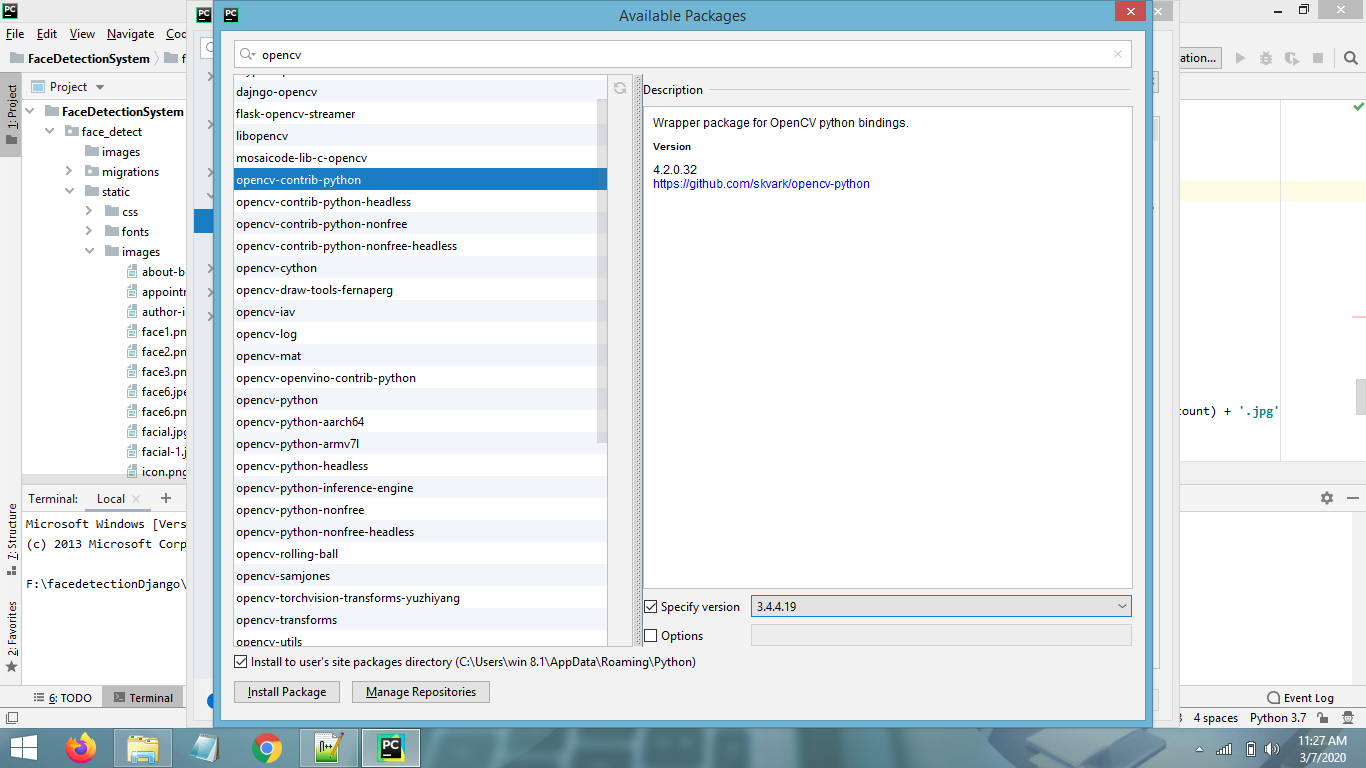 Available Packages
File Edit View Navigate Coc
FaceDetectionSystem
ation...
opencv
Project
FaceDetectionSystem
face_detect
images
migrations
static
css
fonts
images
about-b
appointr
author-i
face1.pn
face2.pn
face3.pn
face6.jpe
face6.pn
facial.jpg
facial-1.j
icon.png
1: Project
7: Structure
2: Favorites
dajngo-opencv
flask-opencv-streamer
libopencv
mosaicode-lib-c-opencv
opencv-contrib-python
opencv-contrib-python-headless
opencv-contrib-python-nonfree
opencv-contrib-python-nonfree-headless
opencv-cython
opencv-draw-tools-fernaperg
opencv-iav
opencv-log
opencv-mat
opencv-openvino-contrib-python
opencv-python
opencv-python-aarch64
opencv-python-armv7l
opencv-python-headless
opencv-python-inference-engine
opencv-python-nonfree
opencv-python-nonfree-headless
opencv-rolling-ball
opencv-samjones
opencv-torchvision-transforms-yuzhiyang
opencv-transforms
opencv-utils
Description
Wrapper package for OpenCV python bindings.
Version
4.2.0.32
https://github.com/skvark/opencv-python
Specify version 3.4.4.19
Options
Install to user's site packages directory (C:\Users\win 8.1\AppData\Roaming\Python)
Install Package Manage Repositories
ount) + '.jpg'
Terminal: Local
Microsoft Windows [Vers
(c) 2013 Microsoft Corp
F:\facedetectionDjango\
6: TODO Terminal
Event Log
4 spaces Python 3.7
11:27 AM
3/7/2020